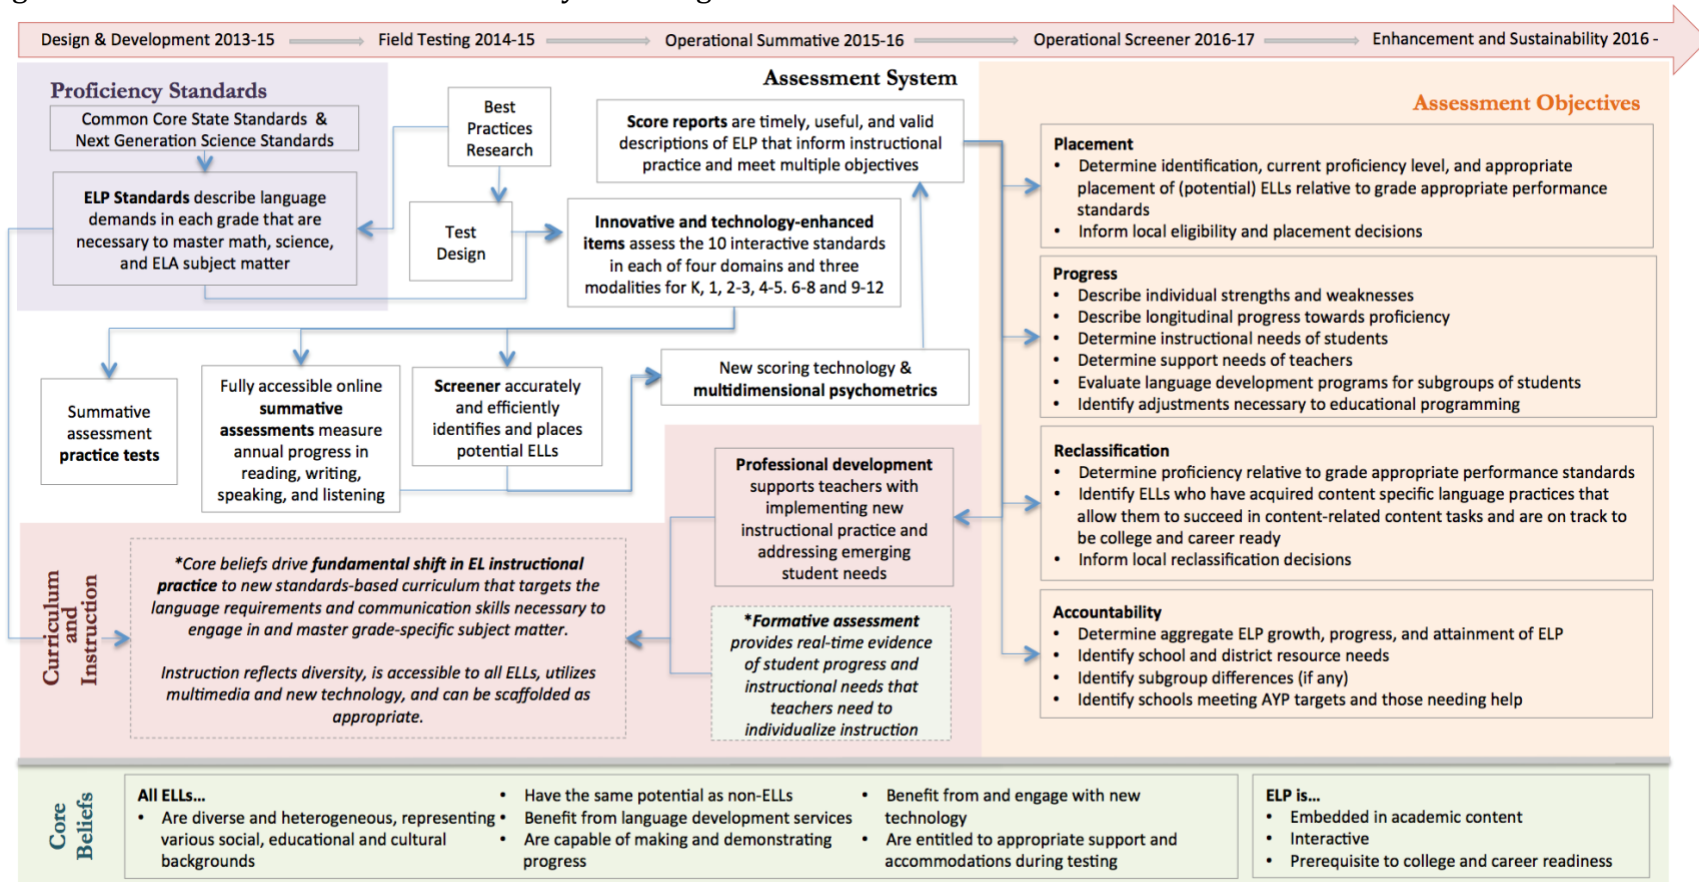 Design & Development 2013-15
Field Testing 2014-15
Operational Summative 2015-16
Operational Screener 2016-17
Enhancement and Sustainability 2016 -
Proficiency Standards
Common Core State Standards &
Next Generation Science Standards
ELP Standards describe language
demands in each grade that are
necessary to master math, science,
and ELA subject matter
Best
Practices
Research
Test
Design
Assessment System
Score reports are timely, useful, and valid
descriptions of ELP that inform instructional
practice and meet multiple objectives
Innovative and technology-enhanced
items assess the 10 interactive standards
in each of four domains and three
modalities for K, 1, 2-3, 4-5. 6-8 and 9-12
Summative
assessment
practice tests
Fully accessible online
summative
assessments measure
annual progress in
reading, writing,
speaking, and listening
Screener accurately
and efficiently
identifies and places
potential ELLs
New scoring technology &
multidimensional psychometrics
Assessment Objectives
Placement
• Determine identification, current proficiency level, and appropriate
placement of (potential) ELLs relative to grade appropriate performance
standards
• Inform local eligibility and placement decisions
Progress
• Describe individual strengths and weaknesses
• Describe longitudinal progress towards proficiency
• Determine instructional needs of students
• Determine support needs of teachers
• Evaluate language development programs for subgroups of students
• Identify adjustments necessary to educational programming
Reclassification
• Determine proficiency relative to grade appropriate performance standards
• Identify ELLs who have acquired content specific language practices that
allow them to succeed in content-related content tasks and are on track to
be college and career ready
• Inform local reclassification decisions
Accountability
• Determine aggregate ELP growth, progress, and attainment of ELP
• Identify school and district resource needs
• Identify subgroup differences (if any)
• Identify schools meeting AYP targets and those needing help
Curriculum
and
Instruction
*Core beliefs drive fundamental shift in EL instructional
practice to new standards-based curriculum that targets the
language requirements and communication skills necessary to
engage in and master grade-specific subject matter.
Instruction reflects diversity, is accessible to all ELLs, utilizes
multimedia and new technology, and can be scaffolded as
appropriate.
Professional development
supports teachers with
implementing new
instructional practice and
addressing emerging
student needs
*Formative assessment
provides real-time evidence
of student progress and
instructional needs that
teachers need to
individualize instruction
Core
Beliefs
All ELLs...
• Are diverse and heterogeneous, representing
various social, educational and cultural
backgrounds
• Have the same potential as non-ELLs
• Benefit from language development services
• Are capable of making and demonstrating
progress
• Benefit from and engage with new
technology
• Are entitled to appropriate support and
accommodations during testing
ELP is...
• Embedded in academic content
• Interactive
• Prerequisite to college and career readiness